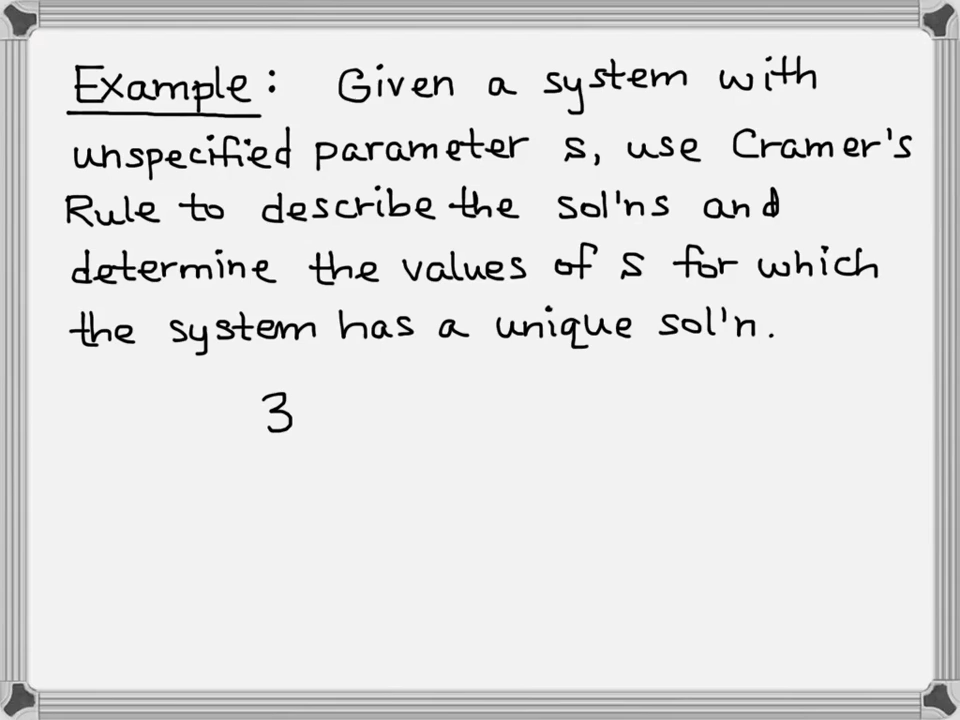 Example: Given a system with
unspecified parameter s, use Cramer's
Rule to describe the sol'ns and
determine the values of s for which
the system has a unique sol'n.
3